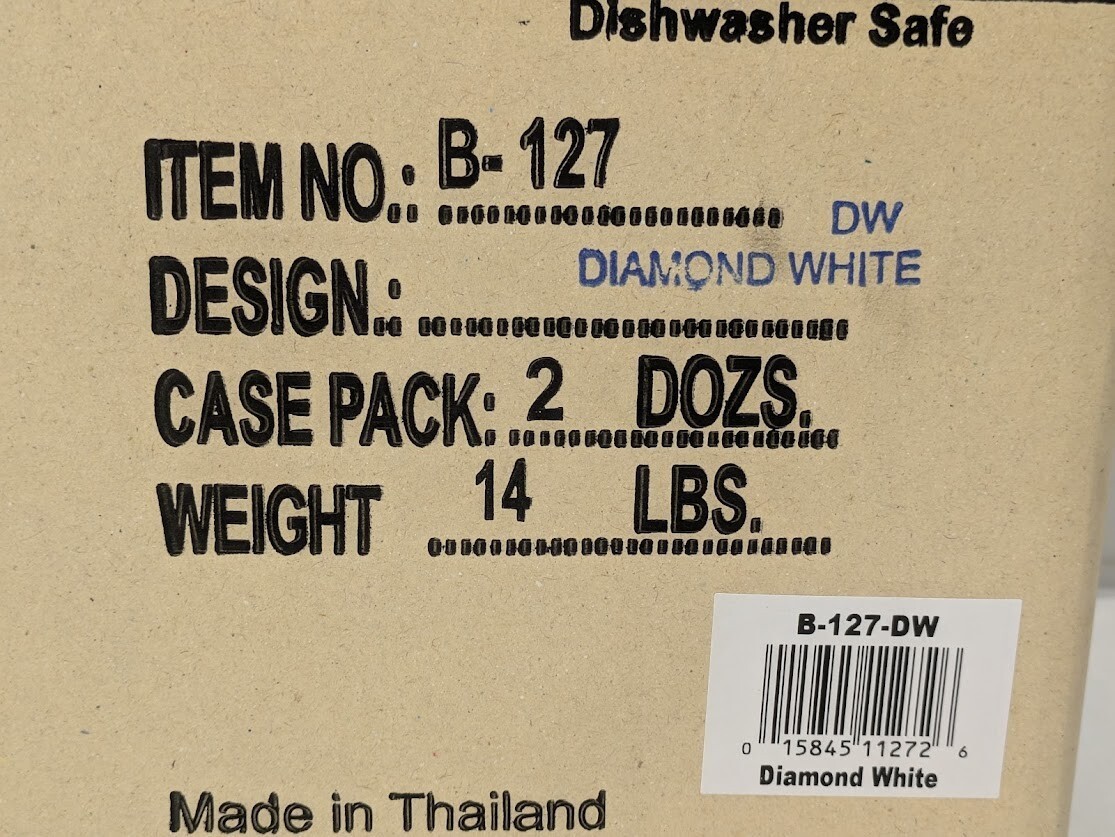 Dishwasher Safe
ITEM NO.: B-127
DW
DIAMOND WHITE
DESIGN.:
CASE PACK: 2 DOZS.
WEIGHT 14 LBS.
B-127-DW
0 15845 11272 6
Diamond White
Made in Thailand